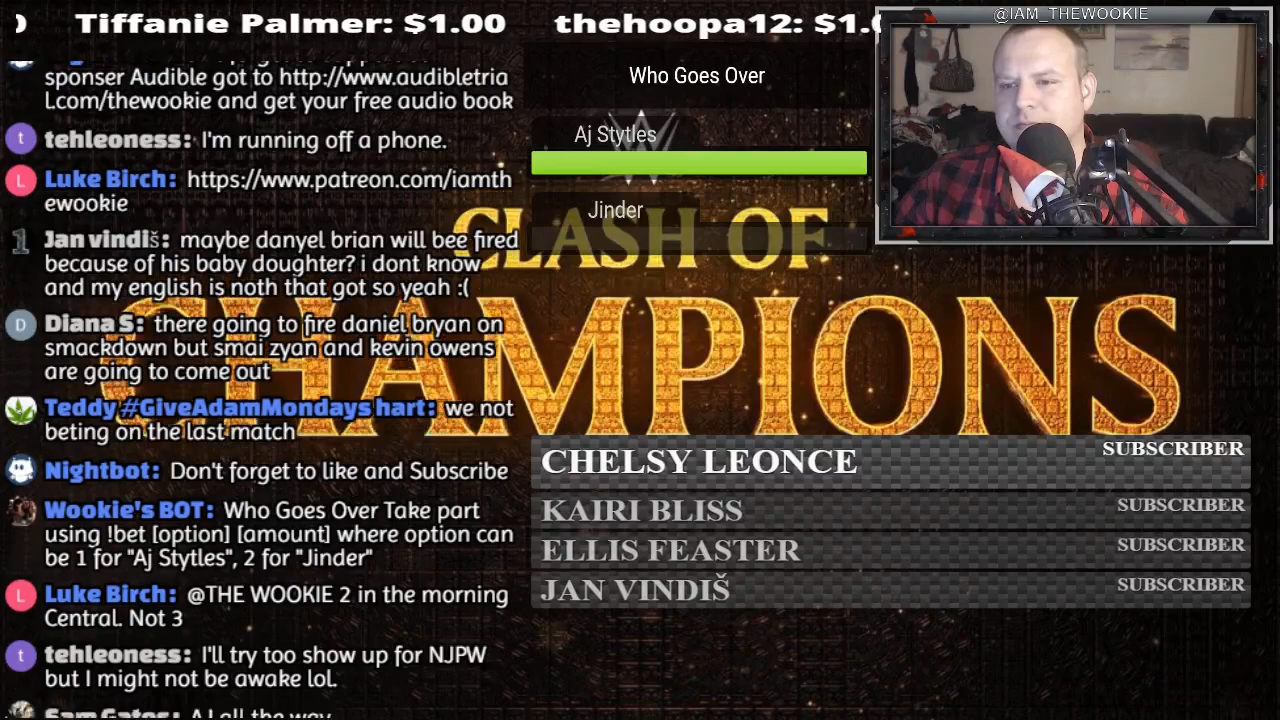 Tiffanie Palmer: $1.00
thehoopa12: $1.
@IAM_THEWOOKIE
sponser Audible got to http://www.audibletria
l.com/thewookie and get your free audio book
tehleoness: I'm running off a phone.
Luke Birch: https://www.patreon.com/iamth
ewookie
Jan vindiš: maybe danyel brian will bee fired
because of his baby doughter? i dont know
and my english is noth that got so yeah :(
Diana S: there going to fire daniel bryan on
smackdown but smai zyan and kevin owens
are going to come out
Teddy #GiveAdamMondays hart: we not
beting on the last match
Nightbot: Don't forget to like and Subscribe
Wookie's BOT: Who Goes Over Take part
using !bet [option] [amount] where option can
be 1 for "Aj Stytles", 2 for "Jinder"
Luke Birch: @THE WOOKIE 2 in the morning
Central. Not 3
tehleoness: I'll try too show up for NJPW
but I might not be awake lol.
Sam Gates: AJ all the way
Who Goes Over
Aj Stytles
Jinder
CLASH OF
CHAMPIONS
CHELSY LEONCE SUBSCRIBER
KAIRI BLISS SUBSCRIBER
ELLIS FEASTER SUBSCRIBER
JAN VINDIŠ SUBSCRIBER